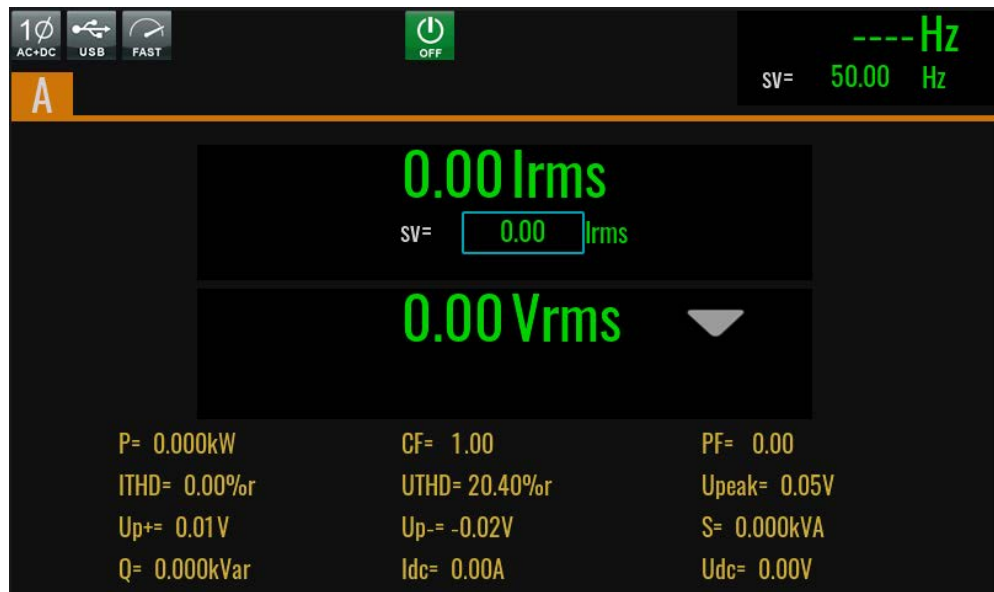 1Ø
AC+DC
USB
FAST
OFF
---- Hz
SV= 50.00 Hz
A
0.00 Irms
SV= 0.00 Irms
0.00 Vrms
P= 0.000kW CF= 1.00 PF= 0.00
ITHD= 0.00%r UTHD= 20.40%r Upeak= 0.05V
Up+= 0.01V Up-= -0.02V S= 0.000kVA
Q= 0.000kVar Idc= 0.00A Udc= 0.00V